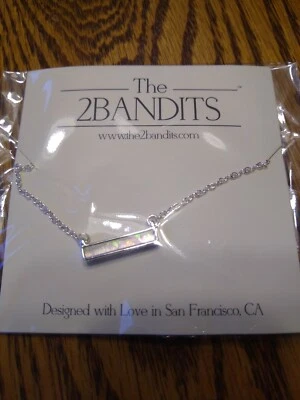 The
2BANDITS
www.the2bandits.com
Designed with Love in San Francisco, CA